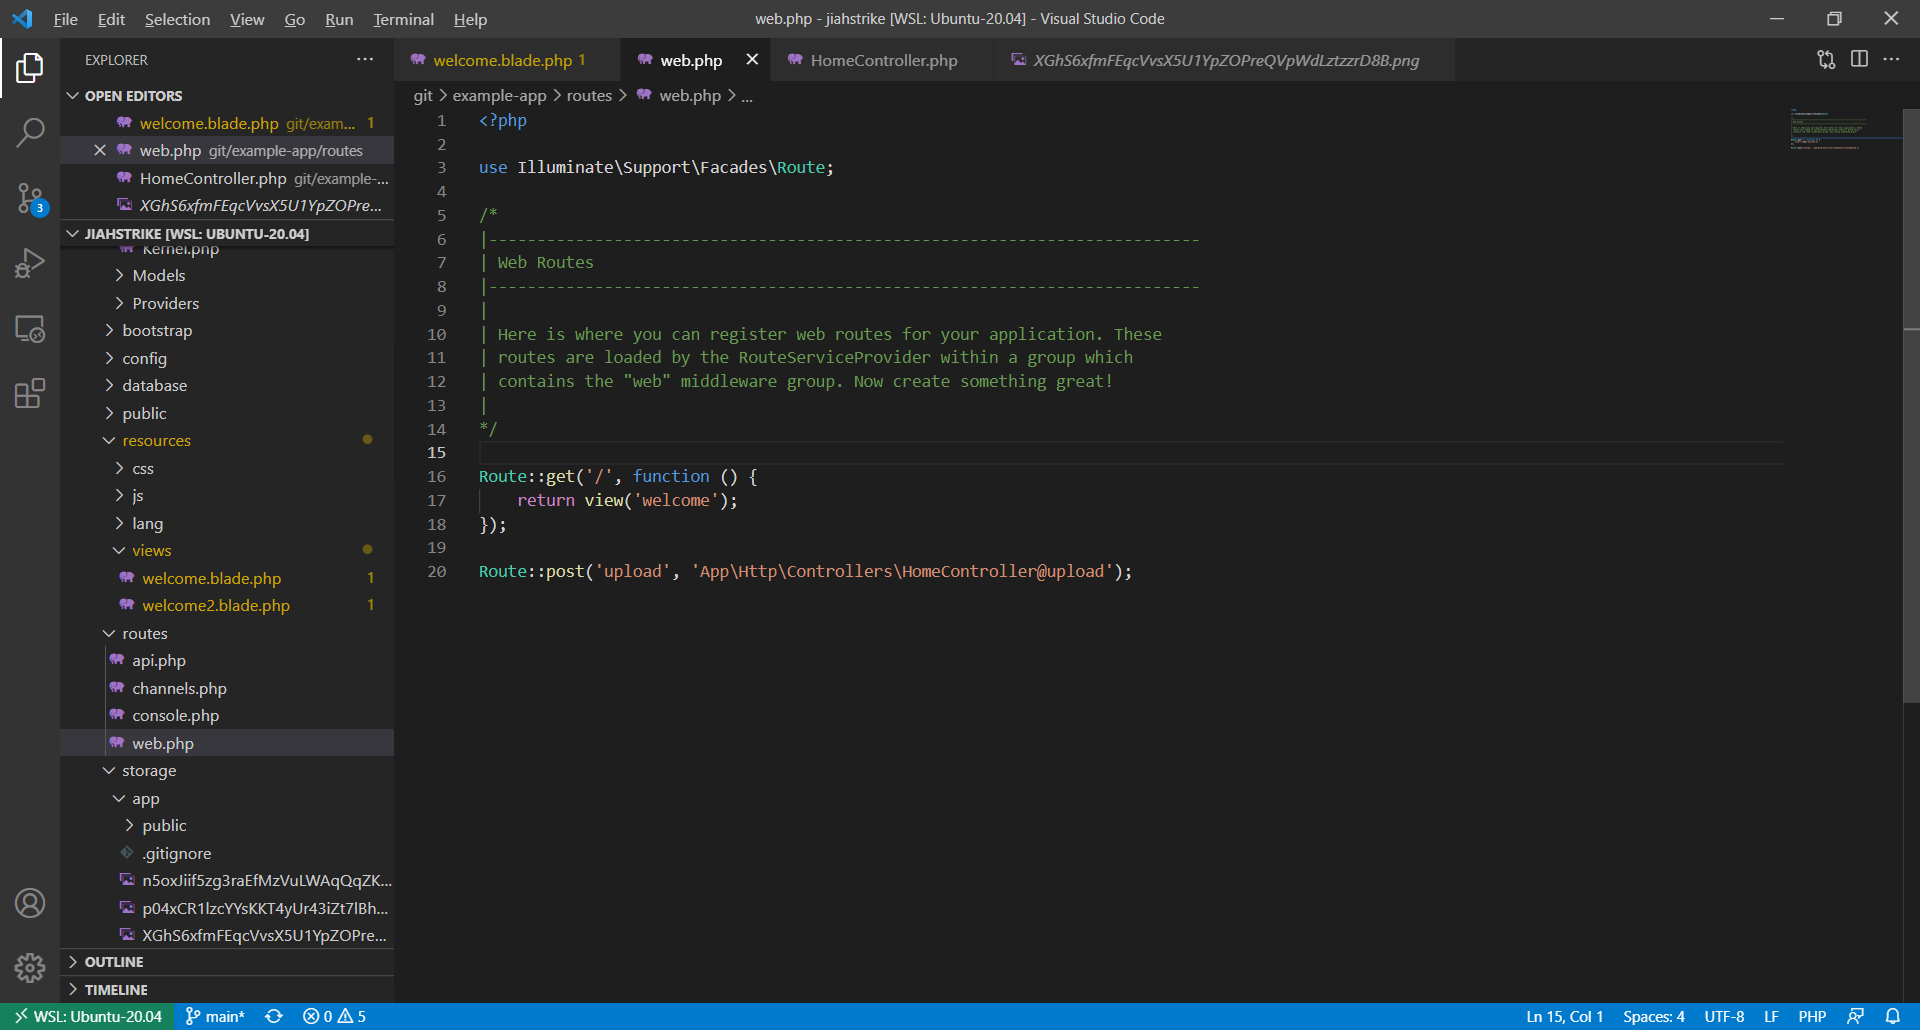 File Edit Selection View Go Run Terminal Help
web.php - jiahstrike [WSL: Ubuntu-20.04] - Visual Studio Code
EXPLORER
OPEN EDITORS
welcome.blade.php git/exam... 1
web.php git/example-app/routes
HomeController.php git/example-...
XGhS6xfmFEqcVvsX5U1YpZOPre...
JIAHSTRIKE [WSL: UBUNTU-20.04]
Kernel.php
Models
Providers
bootstrap
config
database
public
resources
css
js
lang
views
welcome.blade.php 1
welcome2.blade.php 1
routes
api.php
channels.php
console.php
web.php
storage
app
public
.gitignore
n5oxJiif5zg3raEfMzVuLWAqQqZK...
p04xCR1lzcYYsKKT4yUr43iZt7lBh...
XGhS6xfmFEqcVvsX5U1YpZOPre...
OUTLINE
TIMELINE
3
welcome.blade.php 1
web.php
HomeController.php
XGhS6xfmFEqcVvsX5U1YpZOPreQVpWdLztzzrD8B.png
git > example-app > routes > web.php > ...
1 <?php
2
3 use Illuminate\Support\Facades\Route;
4
5 /*
6 |--------------------------------------------------------------------------
7 | Web Routes
8 |--------------------------------------------------------------------------
9 |
10 | Here is where you can register web routes for your application. These
11 | routes are loaded by the RouteServiceProvider within a group which
12 | contains the "web" middleware group. Now create something great!
13 |
14 */
15
16 Route::get('/', function () {
17 return view('welcome');
18 });
19
20 Route::post('upload', 'App\Http\Controllers\HomeController@upload');
WSL: Ubuntu-20.04 main* 0 5
Ln 15, Col 1 Spaces: 4 UTF-8 LF PHP